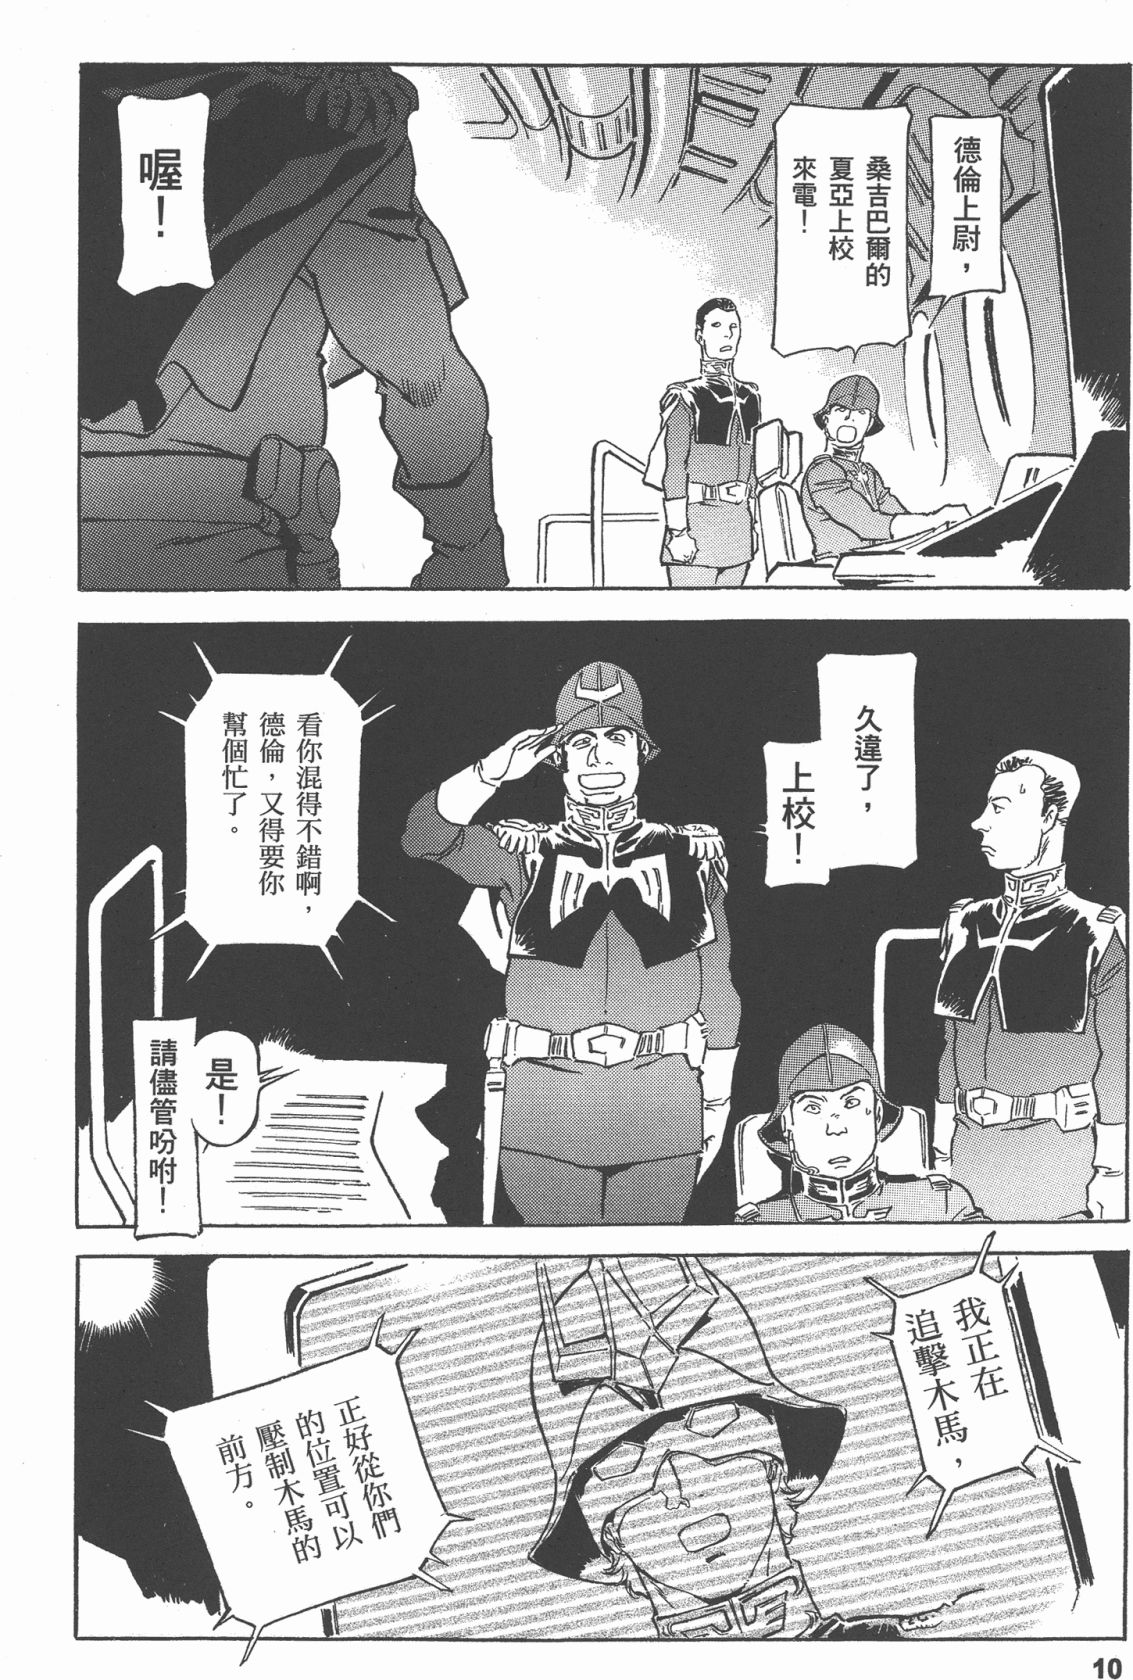 德倫上尉，
桑吉巴爾的
夏亞上校
來電！
喔！
久違了，
上校！
看你混得不錯啊，
德倫，又得要你
幫個忙了。
是！
請儘管吩咐！
我正在
追擊木馬，
正好從你們
的位置可以
壓制木馬的
前方。
10